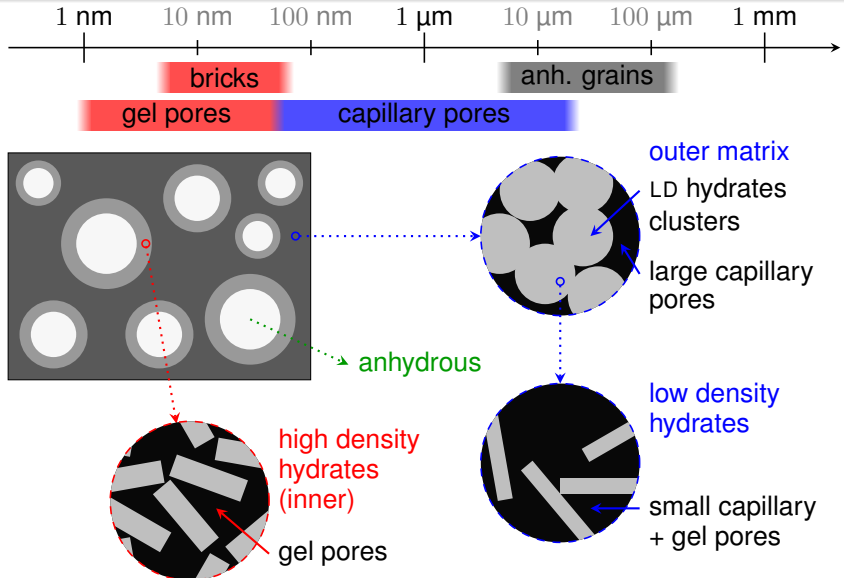 1 nm 10 nm 100 nm 1 µm 10 µm 100 µm 1 mm
bricks anh. grains
gel pores capillary pores
outer matrix
LD hydrates
clusters
large capillary
pores
anhydrous
low density
hydrates
high density
hydrates
(inner)
gel pores
small capillary
+ gel pores